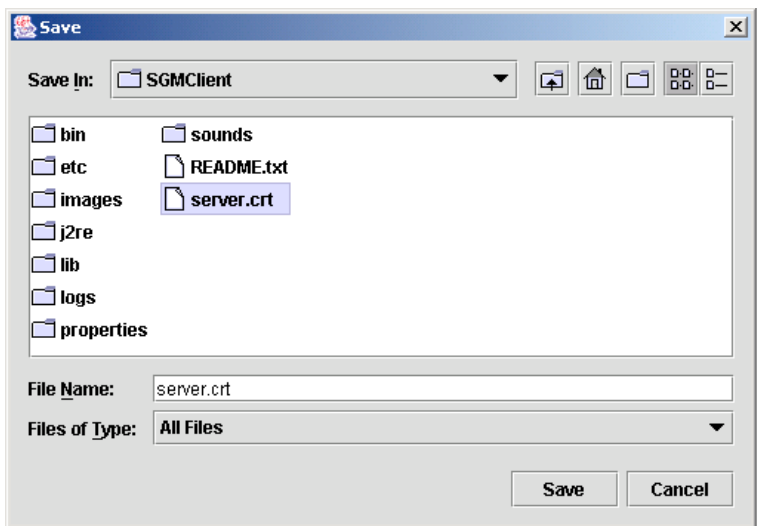 Save
Save In: SGMClient
bin sounds
etc README.txt
images server.crt
j2re
lib
logs
properties
File Name: server.crt
Files of Type: All Files
Save Cancel